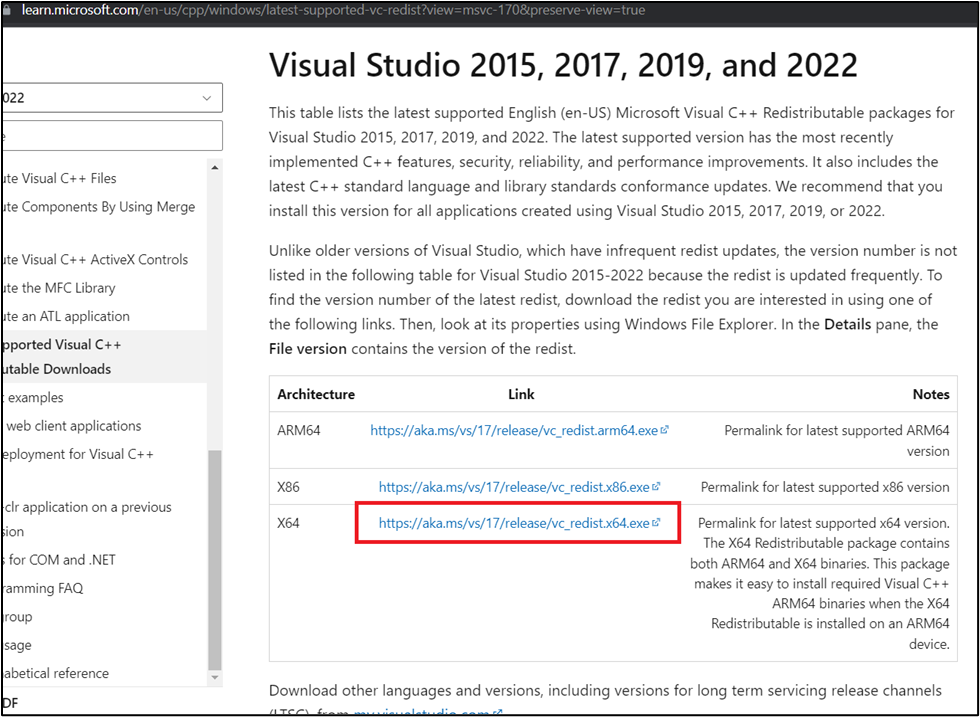 learn.microsoft.com/en-us/cpp/windows/latest-supported-vc-redist?view=msvc-170&preserve-view=true
022
e
ute Visual C++ Files
ute Components By Using Merge
ute Visual C++ ActiveX Controls
ute the MFC Library
ute an ATL application
pported Visual C++
utable Downloads
t examples
web client applications
eployment for Visual C++
clr application on a previous
sion
s for COM and .NET
ramming FAQ
roup
sage
abetical reference
DF
Visual Studio 2015, 2017, 2019, and 2022
This table lists the latest supported English (en-US) Microsoft Visual C++ Redistributable packages for
Visual Studio 2015, 2017, 2019, and 2022. The latest supported version has the most recently
implemented C++ features, security, reliability, and performance improvements. It also includes the
latest C++ standard language and library standards conformance updates. We recommend that you
install this version for all applications created using Visual Studio 2015, 2017, 2019, or 2022.
Unlike older versions of Visual Studio, which have infrequent redist updates, the version number is not
listed in the following table for Visual Studio 2015-2022 because the redist is updated frequently. To
find the version number of the latest redist, download the redist you are interested in using one of
the following links. Then, look at its properties using Windows File Explorer. In the Details pane, the
File version contains the version of the redist.
Architecture Link Notes
ARM64 https://aka.ms/vs/17/release/vc_redist.arm64.exe Permalink for latest supported ARM64
version
X86 https://aka.ms/vs/17/release/vc_redist.x86.exe Permalink for latest supported x86 version
X64 https://aka.ms/vs/17/release/vc_redist.x64.exe Permalink for latest supported x64 version.
The X64 Redistributable package contains
both ARM64 and X64 binaries. This package
makes it easy to install required Visual C++
ARM64 binaries when the X64
Redistributable is installed on an ARM64
device.
Download other languages and versions, including versions for long term servicing release channels
(LTSC), from my.visualstudio.com